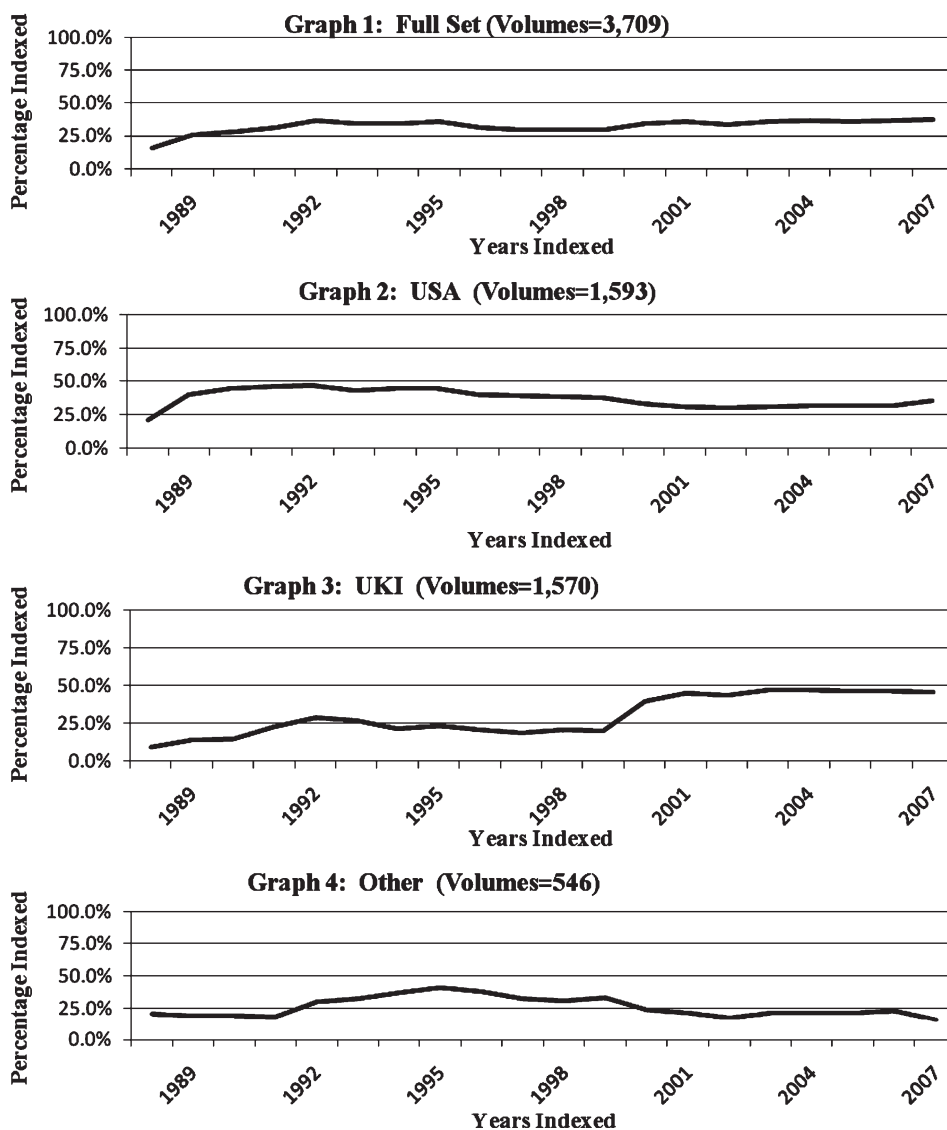 Graph 1: Full Set (Volumes=3,709)
Percentage Indexed
100.0%
75.0%
50.0%
25.0%
0.0%
1989 1992 1995 1998 2001 2004 2007
Years Indexed
Graph 2: USA (Volumes=1,593)
Percentage Indexed
100.0%
75.0%
50.0%
25.0%
0.0%
1989 1992 1995 1998 2001 2004 2007
Years Indexed
Graph 3: UKI (Volumes=1,570)
Percentage Indexed
100.0%
75.0%
50.0%
25.0%
0.0%
1989 1992 1995 1998 2001 2004 2007
Years Indexed
Graph 4: Other (Volumes=546)
Percentage Indexed
100.0%
75.0%
50.0%
25.0%
0.0%
1989 1992 1995 1998 2001 2004 2007
Years Indexed